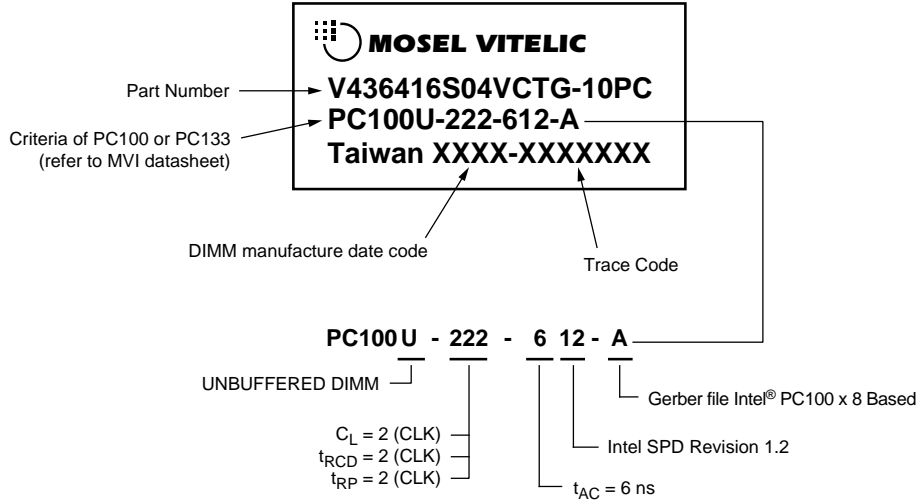 MOSEL VITELIC
Part Number
V436416S04VCTG-10PC
Criteria of PC100 or PC133
(refer to MVI datasheet)
PC100U-222-612-A
Taiwan XXXX-XXXXXXX
DIMM manufacture date code
Trace Code
PC100 U - 222 - 6 12 - A
UNBUFFERED DIMM
Gerber file Intel® PC100 x 8 Based
CL = 2 (CLK)
tRCD = 2 (CLK)
tRP = 2 (CLK)
Intel SPD Revision 1.2
tAC = 6 ns